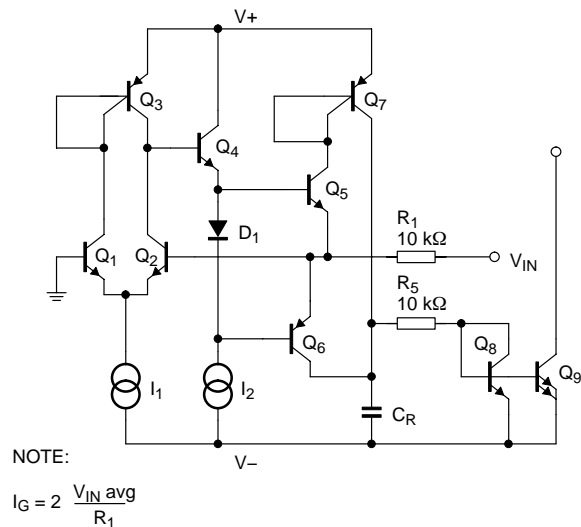 V+
Q3
Q7
Q4
Q5
D1
R1
10 kΩ
Q1
Q2
VIN
R5
10 kΩ
Q6
Q8
Q9
I1
I2
CR
NOTE:
V–
IG = 2 VIN avg
R1